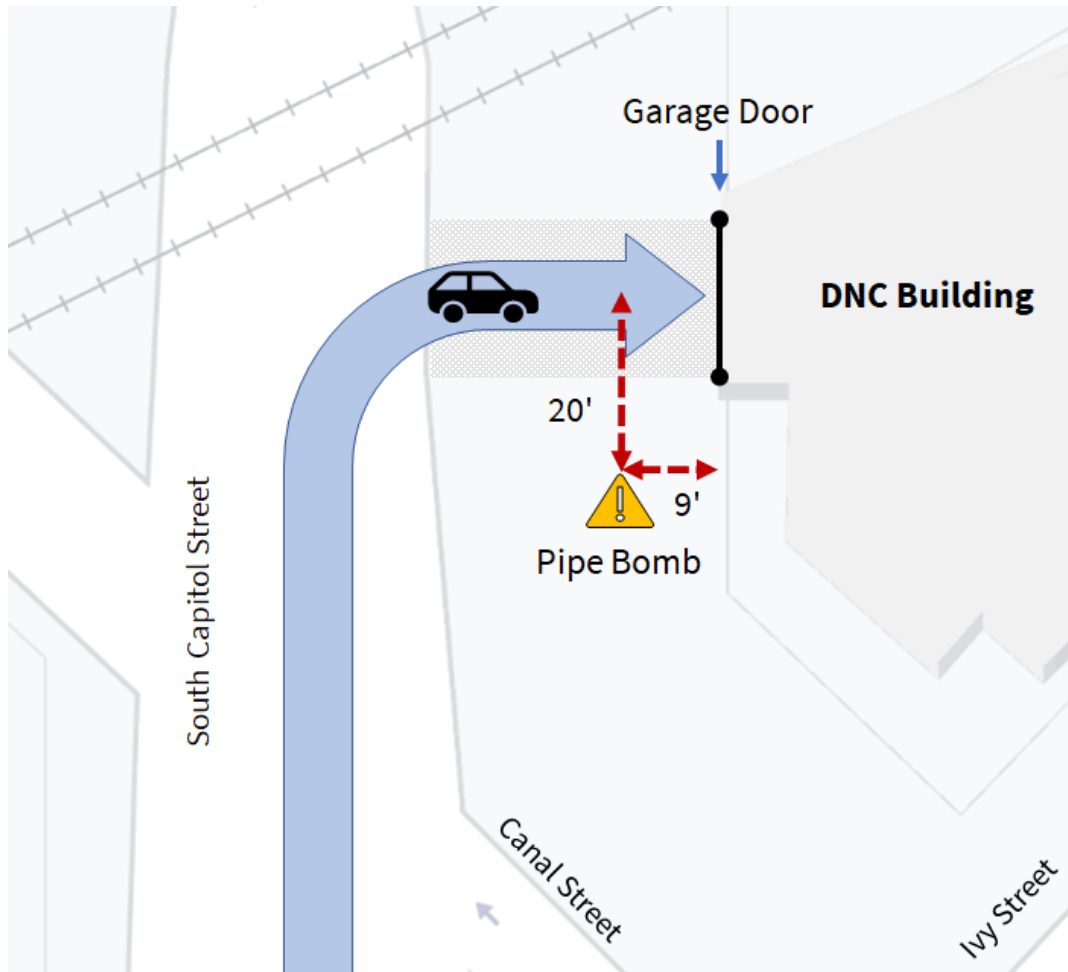 Garage Door
DNC Building
20'
9'
Pipe Bomb
South Capitol Street
Canal Street
Ivy Street